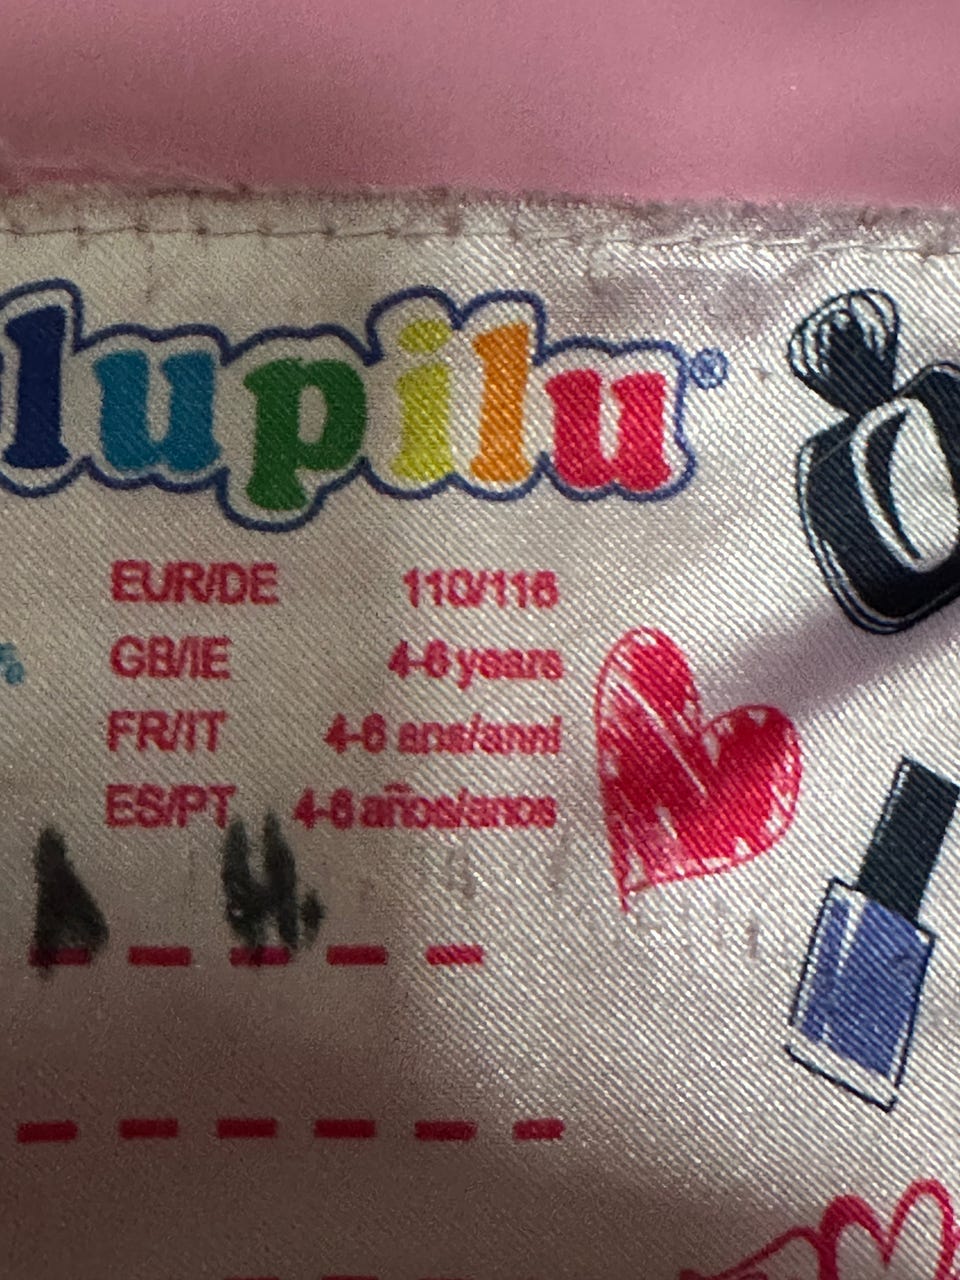 lupilu®
EUR/DE 110/116
GB/IE 4-6 years
FR/IT 4-6 ans/anni
ES/PT 4-6 años/anos